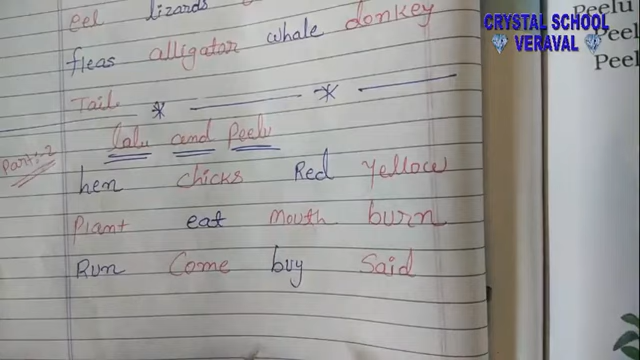 eel lizards
fleas alligator whale donkey
Tail
Part:-2
Lalu and Peelu
hen chicks Red yellow
Plant eat Mouth burn
Run Come buy Said
CRYSTAL SCHOOL
VERAVAL
Peelu
Peel
Peel